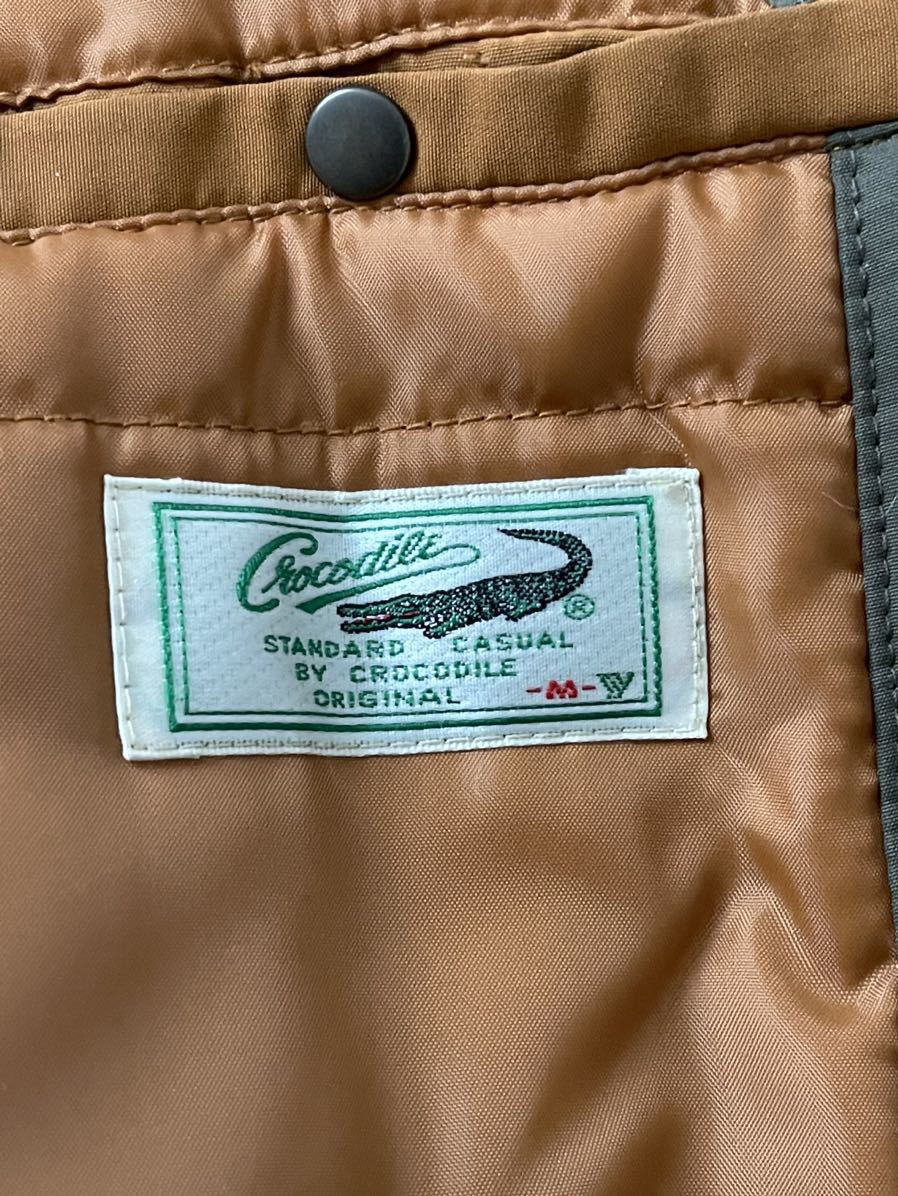 Crocodile
®
STANDARD CASUAL
BY CROCODILE
ORIGINAL -M-